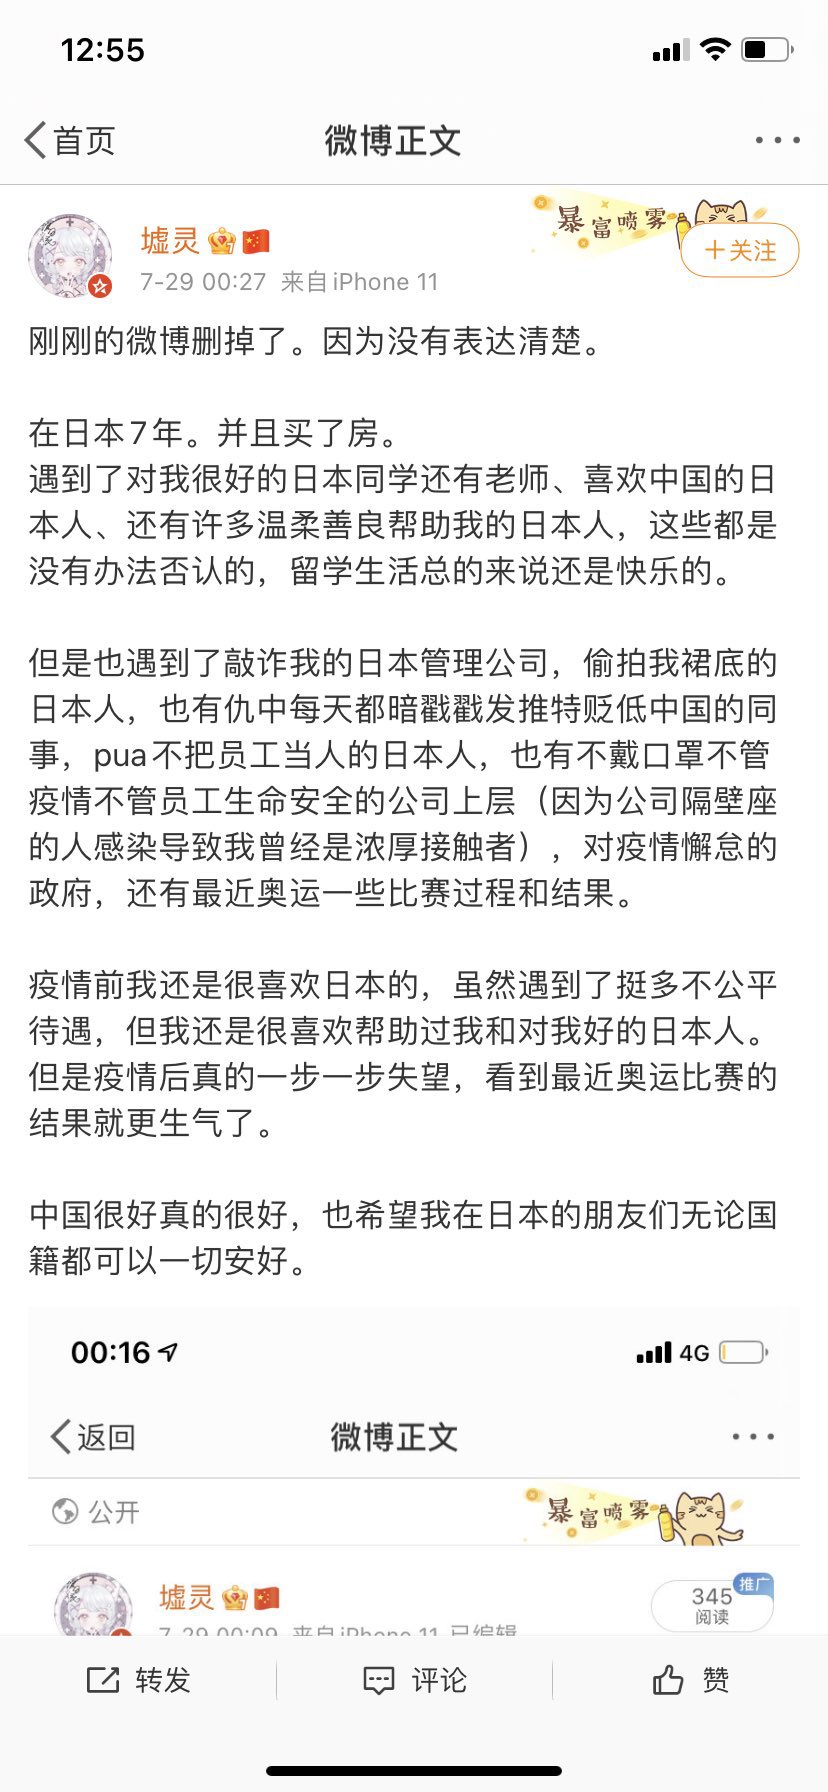 12:55
首页
微博正文
暴富喷雾
墟灵
+关注
7-29 00:27 来自iPhone 11
刚刚的微博删掉了。因为没有表达清楚。
在日本7年。并且买了房。
遇到了对我很好的日本同学还有老师、喜欢中国的日
本人、还有许多温柔善良帮助我的日本人，这些都是
没有办法否认的，留学生活总的来说还是快乐的。
但是也遇到了敲诈我的日本管理公司，偷拍我裙底的
日本人，也有仇中每天都暗戳戳发推特贬低中国的同
事，pua不把员工当人的日本人，也有不戴口罩不管
疫情不管员工生命安全的公司上层（因为公司隔壁座
的人感染导致我曾经是浓厚接触者），对疫情懈怠的
政府，还有最近奥运一些比赛过程和结果。
疫情前我还是很喜欢日本的，虽然遇到了挺多不公平
待遇，但我还是很喜欢帮助过我和对我好的日本人。
但是疫情后真的一步一步失望，看到最近奥运比赛的
结果就更生气了。
中国很好真的很好，也希望我在日本的朋友们无论国
籍都可以一切安好。
00:16
4G
返回
微博正文
公开
暴富喷雾
墟灵
345
推广
阅读
7-29 00:09 来自iPhone 11 已编辑
转发
评论
赞